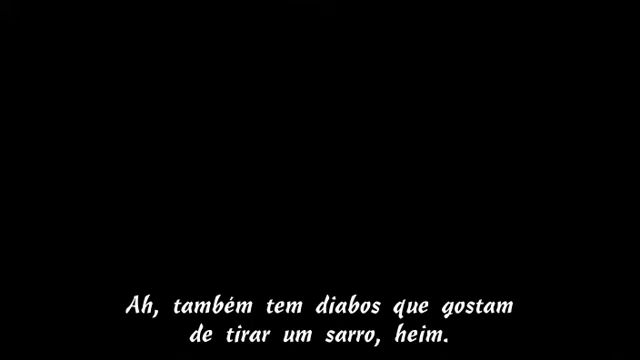 Ah, também tem diabos que gostam
de tirar um sarro, heim.